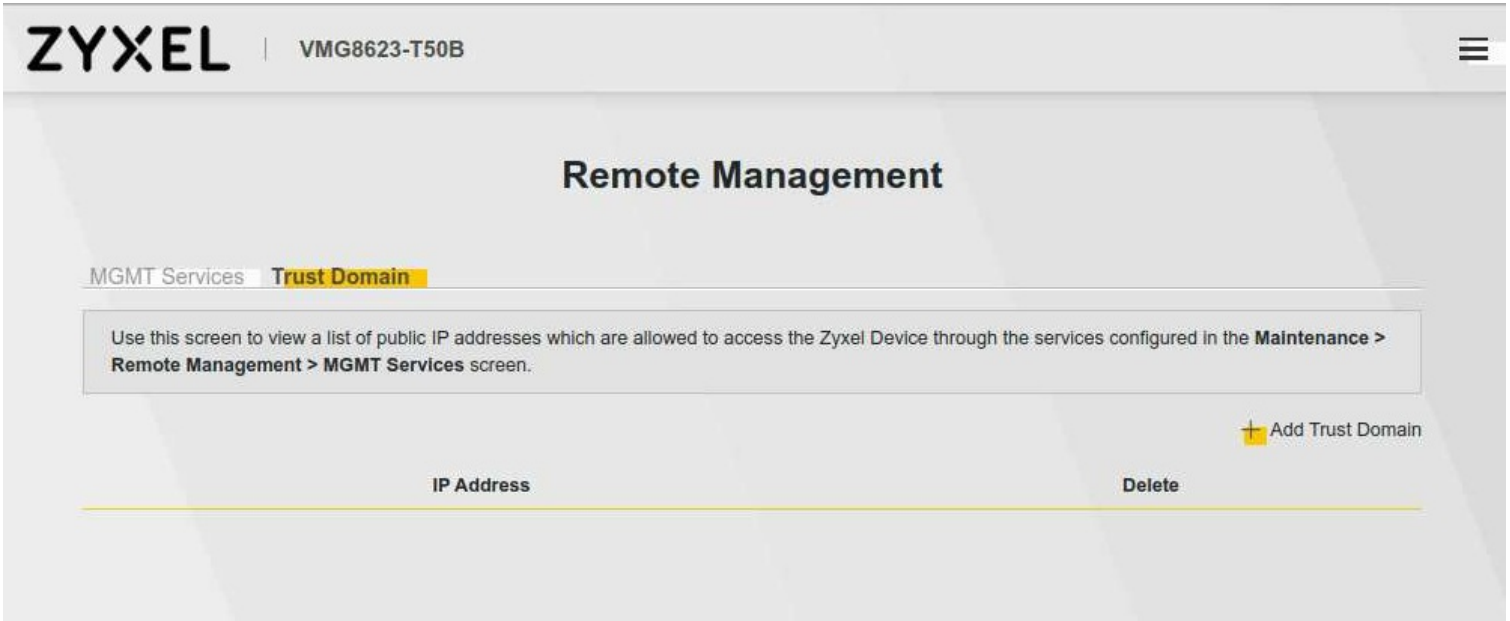 ZYXEL | VMG8623-T50B
Remote Management
MGMT Services Trust Domain
Use this screen to view a list of public IP addresses which are allowed to access the Zyxel Device through the services configured in the Maintenance >
Remote Management > MGMT Services screen.
+ Add Trust Domain
IP Address Delete